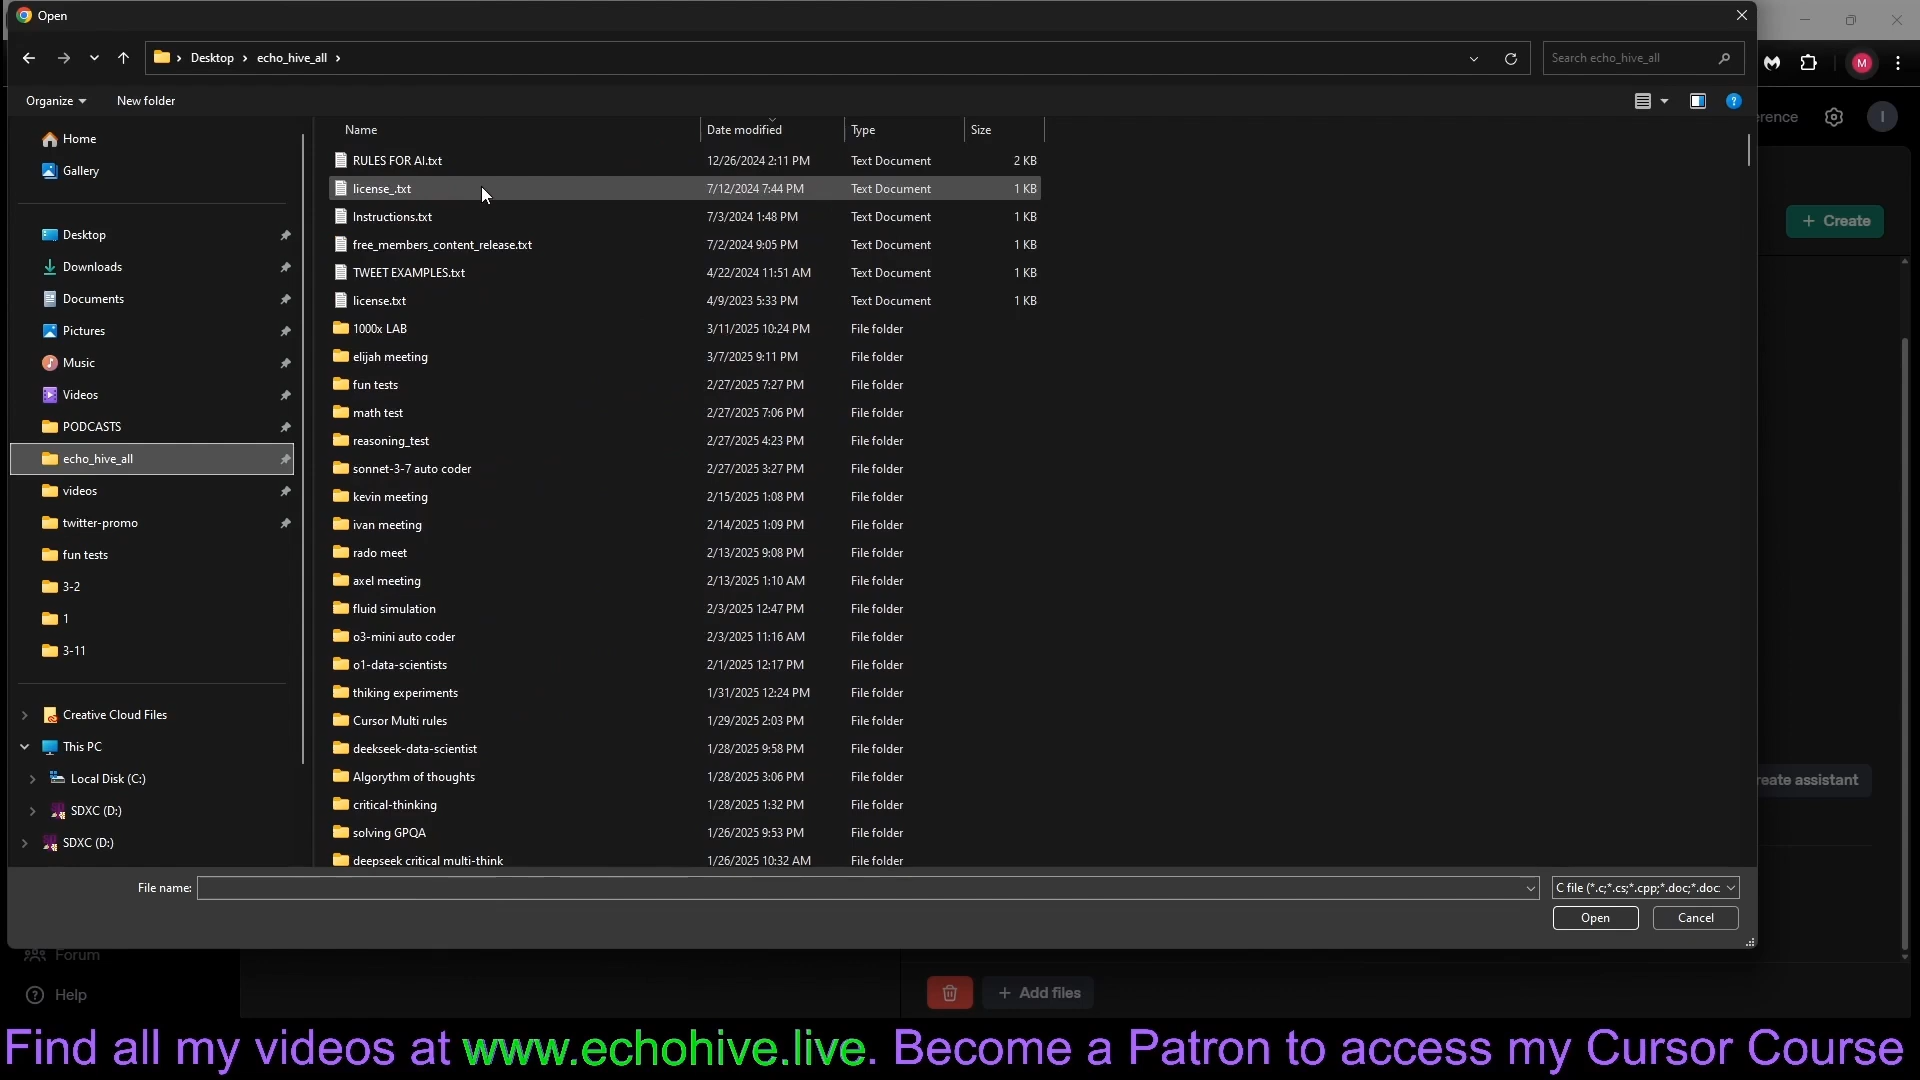 Open
Desktop > echo_hive_all >
Search echo_hive_all
M
Organize
New folder
?
Home
Gallery
Desktop
Downloads
Documents
Pictures
Music
Videos
PODCASTS
echo_hive_all
videos
twitter-promo
fun tests
3-2
1
3-11
Creative Cloud Files
This PC
Local Disk (C:)
SDXC (D:)
SDXC (D:)
Name Date modified Type Size
RULES FOR AI.txt 12/26/2024 2:11 PM Text Document 2 KB
license_.txt 7/12/2024 7:44 PM Text Document 1 KB
Instructions.txt 7/3/2024 1:48 PM Text Document 1 KB
free_members_content_release.txt 7/2/2024 9:05 PM Text Document 1 KB
TWEET EXAMPLES.txt 4/22/2024 11:51 AM Text Document 1 KB
license.txt 4/9/2023 5:33 PM Text Document 1 KB
1000x LAB 3/11/2025 10:24 PM File folder
elijah meeting 3/7/2025 9:11 PM File folder
fun tests 2/27/2025 7:27 PM File folder
math test 2/27/2025 7:06 PM File folder
reasoning_test 2/27/2025 4:23 PM File folder
sonnet-3-7 auto coder 2/27/2025 3:27 PM File folder
kevin meeting 2/15/2025 1:08 PM File folder
ivan meeting 2/14/2025 1:09 PM File folder
rado meet 2/13/2025 9:08 PM File folder
axel meeting 2/13/2025 1:10 AM File folder
fluid simulation 2/3/2025 12:47 PM File folder
o3-mini auto coder 2/3/2025 11:16 AM File folder
o1-data-scientists 2/1/2025 12:17 PM File folder
thiking experiments 1/31/2025 12:24 PM File folder
Cursor Multi rules 1/29/2025 2:03 PM File folder
deekseek-data-scientist 1/28/2025 9:58 PM File folder
Algorythm of thoughts 1/28/2025 3:06 PM File folder
critical-thinking 1/28/2025 1:32 PM File folder
solving GPQA 1/26/2025 9:53 PM File folder
deepseek critical multi-think 1/26/2025 10:32 AM File folder
File name:
C file (*.c;*.cs;*.cpp;*.doc;*.doc
Open
Cancel
erence
I
+ Create
reate assistant
Forum
Help
+ Add files
Find all my videos at www.echohive.live. Become a Patron to access my Cursor Course